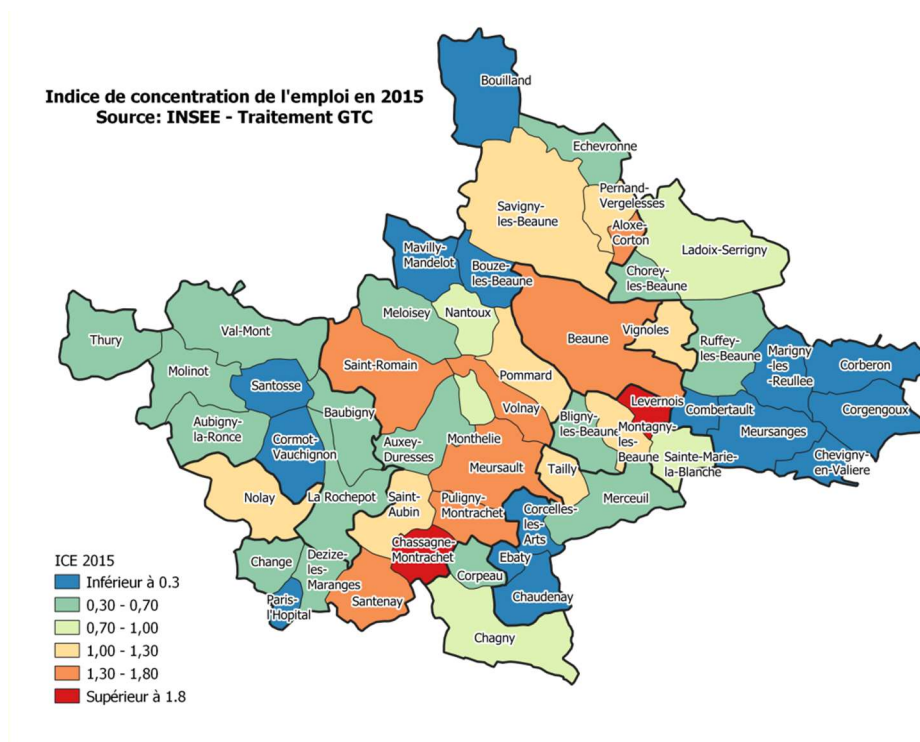 Indice de concentration de l'emploi en 2015
Source: INSEE - Traitement GTC
Bouilland
Echevronne
Pernand-
Vergelesses
Savigny-
les-Beaune
Aloxe-
Corton
Ladoix-Serrigny
Mavilly-
Mandelot
Bouze-
les-Beaune
Chorey-
les-Beaune
Meloisey
Nantoux
Thury
Val-Mont
Beaune
Vignoles
Ruffey-
les-Beaune
Marigny
-les
-Reullee
Corberon
Molinot
Saint-Romain
Pommard
Santosse
Levernois
Combertault
Corgengoux
Baubigny
Volnay
Bligny-
les-Beaune
Montagny-
les-
Beaune
Meursanges
Aubigny-
la-Ronce
Cormot-
Vauchignon
Auxey-
Duresses
Monthelie
Sainte-Marie-
la-Blanche
Chevigny-
en-Valiere
Meursault
Tailly
Nolay
La Rochepot
Saint-
Aubin
Puligny-
Montrachet
Merceuil
Corcelles-
les-
Arts
Chassagne-
Montrachet
Change
Dezize-
les-
Maranges
Ebaty
Corpeau
Paris-
l'Hopital
Santenay
Chaudenay
Chagny
ICE 2015
Inférieur à 0.3
0,30 - 0,70
0,70 - 1,00
1,00 - 1,30
1,30 - 1,80
Supérieur à 1.8